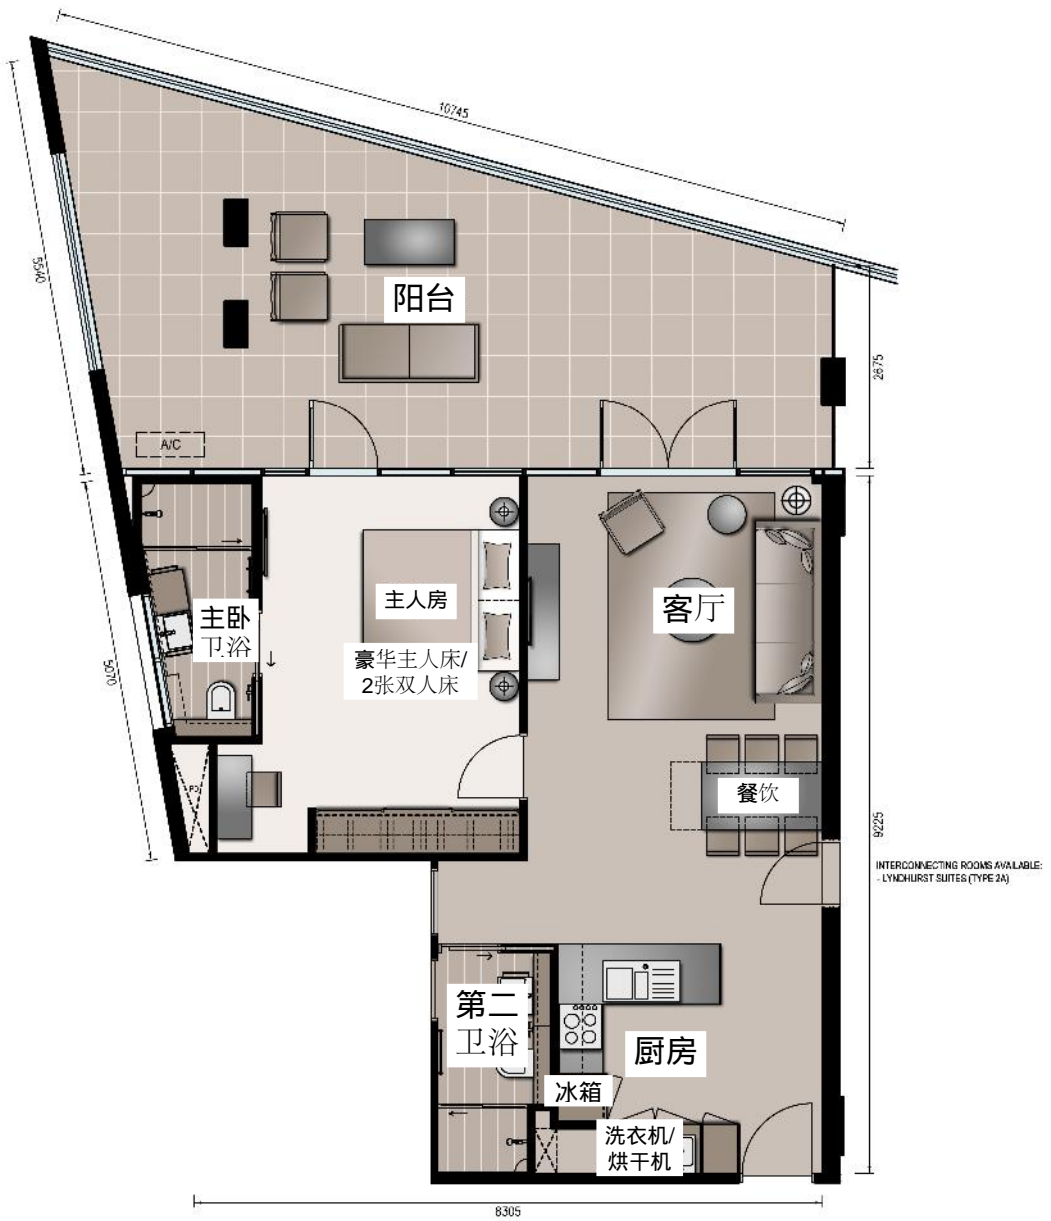 10745
5540
阳台
2675
A/C
主人房
豪华主人床/
2张双人床
主卧
卫浴
客厅
5070
餐饮
9225
INTERCONNECTING ROOMS AVAILABLE:
- LYNDHURST SUITES (TYPE 2A)
第二
卫浴
厨房
冰箱
洗衣机/
烘干机
8305